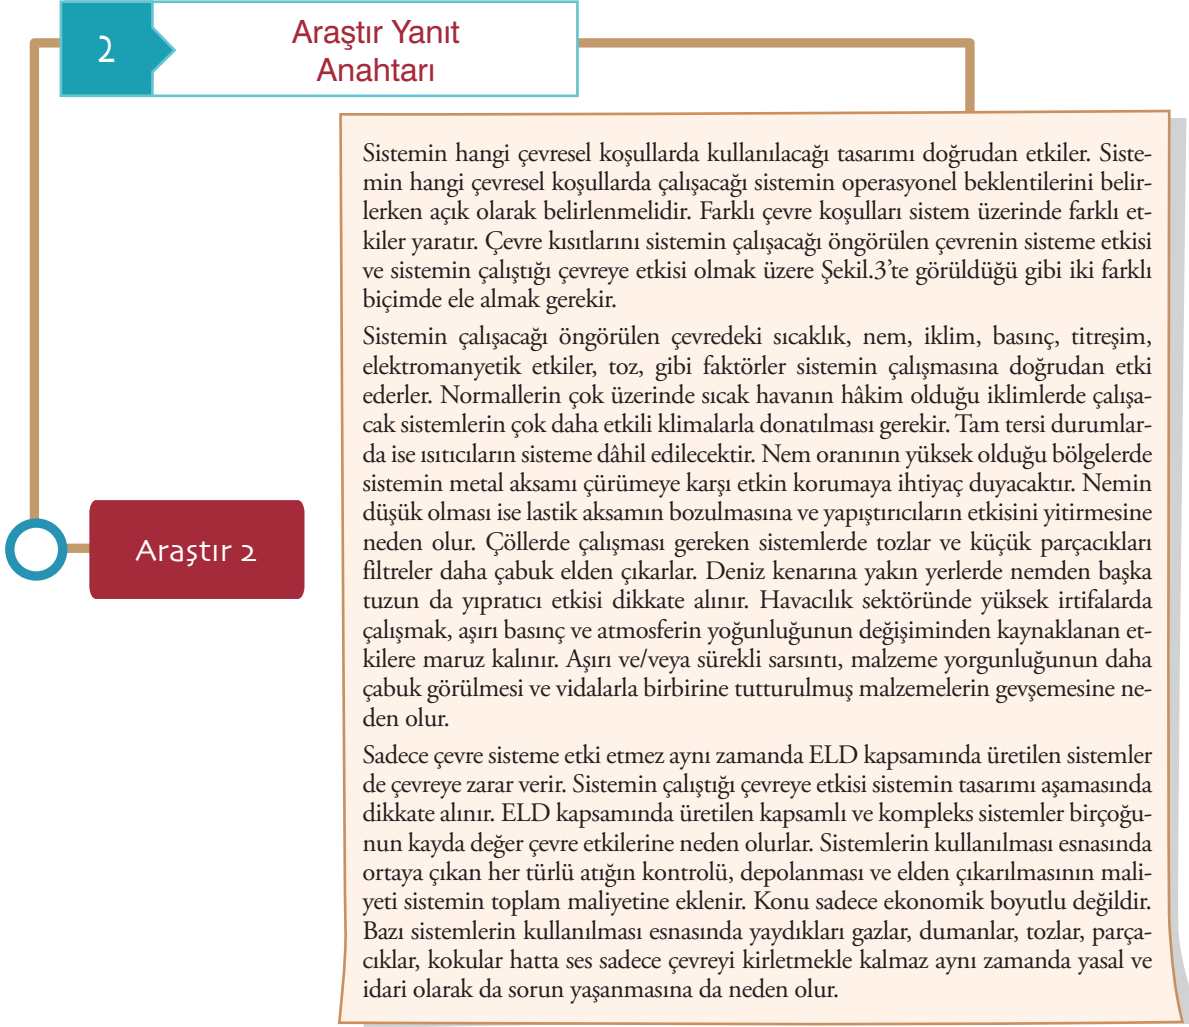 2
Araştır Yanıt
Anahtarı
Sistemin hangi çevresel koşullarda kullanılacağı tasarımı doğrudan etkiler. Siste-
min hangi çevresel koşullarda çalışacağı sistemin operasyonel beklentilerini belir-
lerken açık olarak belirlenmelidir. Farklı çevre koşulları sistem üzerinde farklı et-
kiler yaratır. Çevre kısıtlarını sistemin çalışacağı öngörülen çevrenin sisteme etkisi
ve sistemin çalıştığı çevreye etkisi olmak üzere Şekil.3’te görüldüğü gibi iki farklı
biçimde ele almak gerekir.
Sistemin çalışacağı öngörülen çevredeki sıcaklık, nem, iklim, basınç, titreşim,
elektromanyetik etkiler, toz, gibi faktörler sistemin çalışmasına doğrudan etki
ederler. Normallerin çok üzerinde sıcak havanın hâkim olduğu iklimlerde çalışa-
cak sistemlerin çok daha etkili klimalarla donatılması gerekir. Tam tersi durumlar-
da ise ısıtıcıların sisteme dâhil edilecektir. Nem oranının yüksek olduğu bölgelerde
sistemin metal aksamı çürümeye karşı etkin korumaya ihtiyaç duyacaktır. Nemin
düşük olması ise lastik aksamın bozulmasına ve yapıştırıcıların etkisini yitirmesine
neden olur. Çöllerde çalışması gereken sistemlerde tozlar ve küçük parçacıkları
filtreler daha çabuk elden çıkarlar. Deniz kenarına yakın yerlerde nemden başka
tuzun da yıpratıcı etkisi dikkate alınır. Havacılık sektöründe yüksek irtifalarda
çalışmak, aşırı basınç ve atmosferin yoğunluğunun değişiminden kaynaklanan et-
kilere maruz kalınır. Aşırı ve/veya sürekli sarsıntı, malzeme yorgunluğunun daha
çabuk görülmesi ve vidalarla birbirine tutturulmuş malzemelerin gevşemesine ne-
den olur.
Araştır 2
Sadece çevre sisteme etki etmez aynı zamanda ELD kapsamında üretilen sistemler
de çevreye zarar verir. Sistemin çalıştığı çevreye etkisi sistemin tasarımı aşamasında
dikkate alınır. ELD kapsamında üretilen kapsamlı ve kompleks sistemler birçoğu-
nun kayda değer çevre etkilerine neden olurlar. Sistemlerin kullanılması esnasında
ortaya çıkan her türlü atığın kontrolü, depolanması ve elden çıkarılmasının mali-
yeti sistemin toplam maliyetine eklenir. Konu sadece ekonomik boyutlu değildir.
Bazı sistemlerin kullanılması esnasında yaydıkları gazlar, dumanlar, tozlar, parça-
cıklar, kokular hatta ses sadece çevreyi kirletmekle kalmaz aynı zamanda yasal ve
idari olarak da sorun yaşanmasına da neden olur.